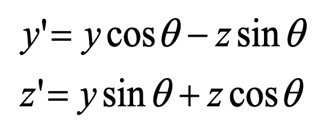 y'= y cos θ − z sin θ
z'= y sin θ + z cos θ